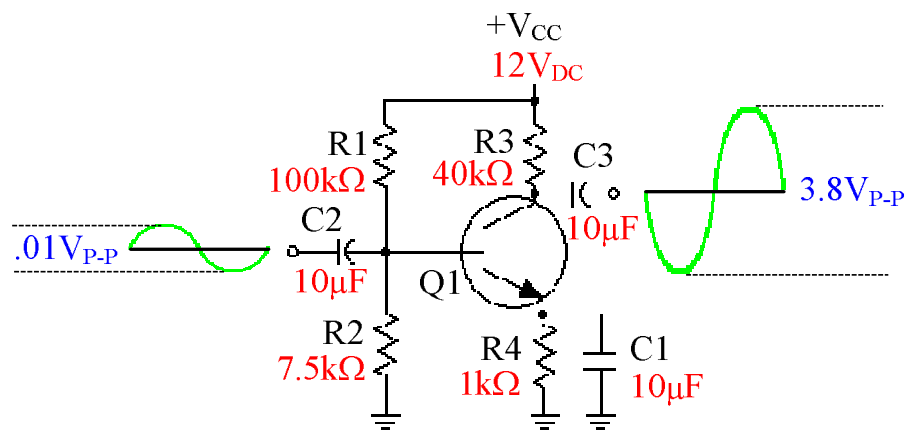 +VCC
12VDC
R1
100kΩ
R3
40kΩ
C3
10µF
3.8VP-P
.01VP-P
C2
10µF
Q1
R2
7.5kΩ
R4
1kΩ
C1
10µF